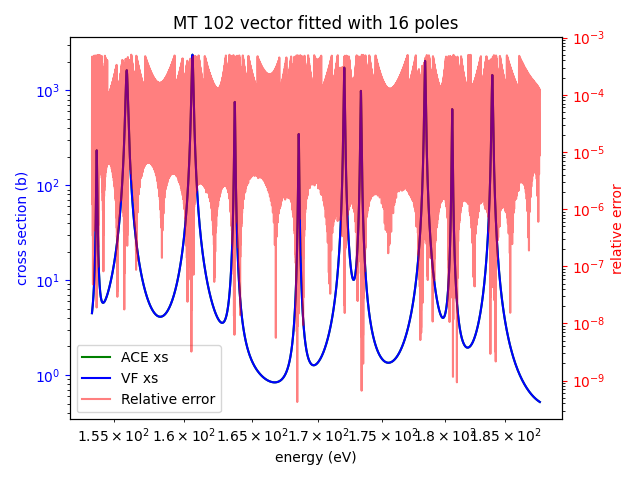 MT 102 vector fitted with 16 poles
10³
10²
10¹
10⁰
cross section (b)
10⁻³
10⁻⁴
10⁻⁵
10⁻⁶
10⁻⁷
10⁻⁸
10⁻⁹
relative error
ACE xs
VF xs
Relative error
1.55 × 10² 1.6 × 10² 1.65 × 10² 1.7 × 10² 1.75 × 10² 1.8 × 10² 1.85 × 10²
energy (eV)